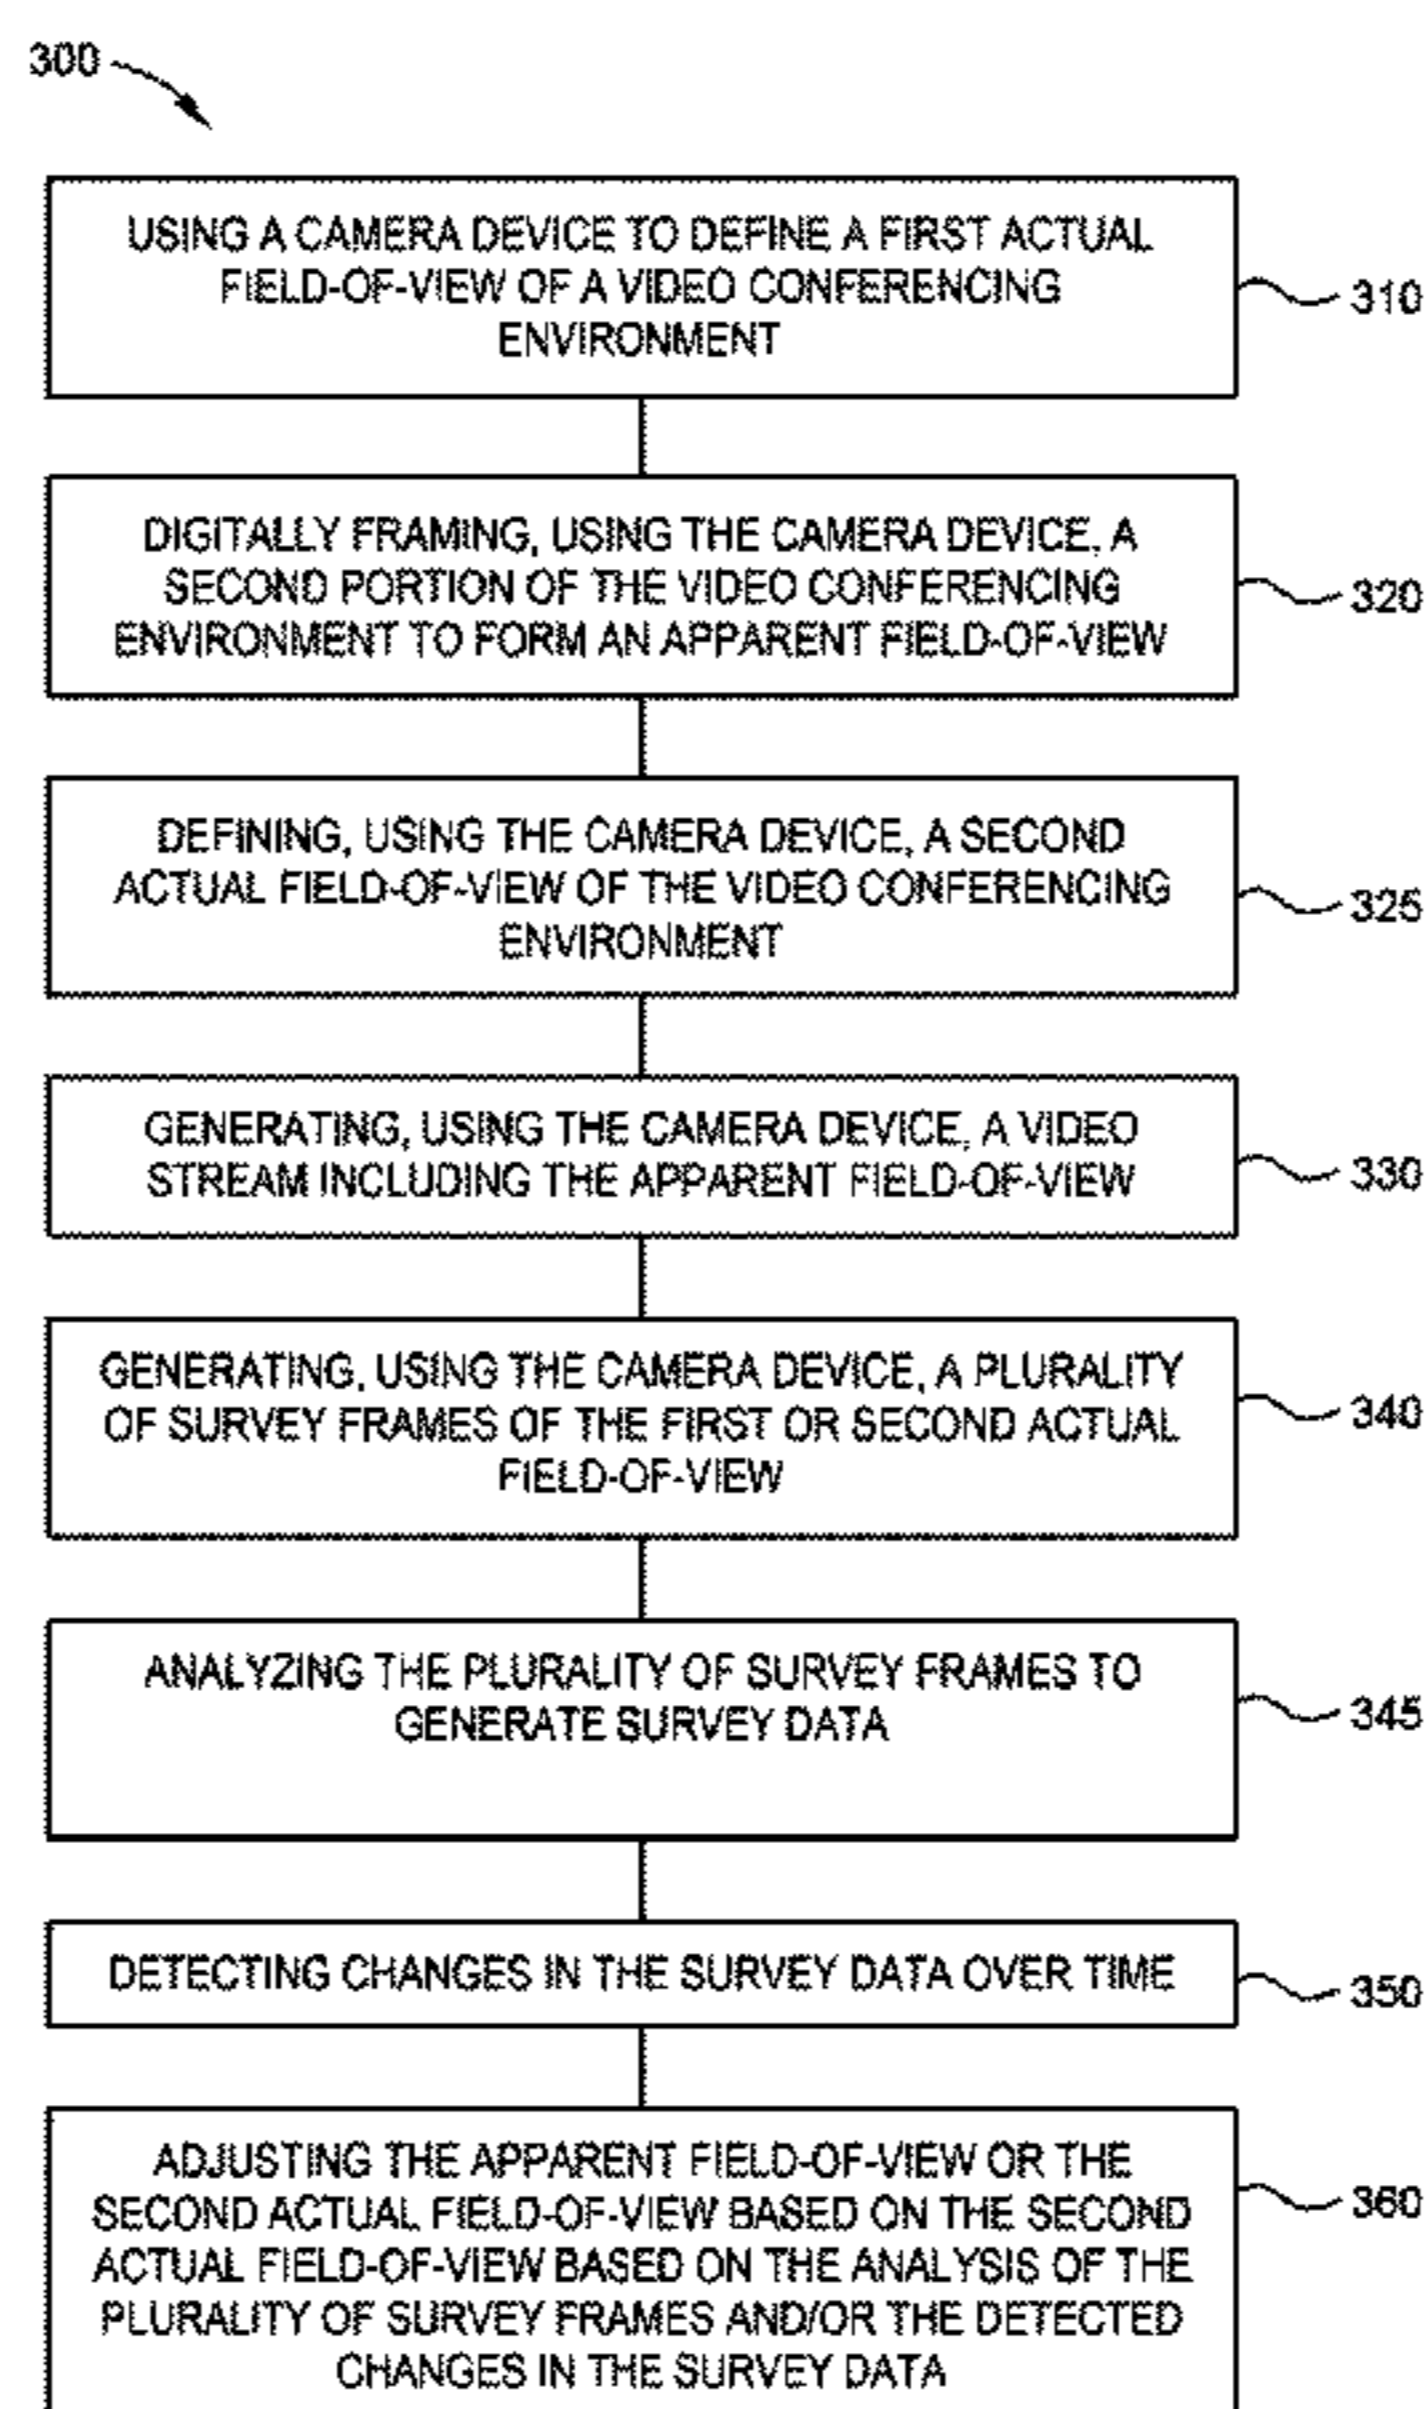 300
USING A CAMERA DEVICE TO DEFINE A FIRST ACTUAL
FIELD-OF-VIEW OF A VIDEO CONFERENCING
ENVIRONMENT
310
DIGITALLY FRAMING, USING THE CAMERA DEVICE, A
SECOND PORTION OF THE VIDEO CONFERENCING
ENVIRONMENT TO FORM AN APPARENT FIELD-OF-VIEW
320
DEFINING, USING THE CAMERA DEVICE, A SECOND
ACTUAL FIELD-OF-VIEW OF THE VIDEO CONFERENCING
ENVIRONMENT
325
GENERATING, USING THE CAMERA DEVICE, A VIDEO
STREAM INCLUDING THE APPARENT FIELD-OF-VIEW
330
GENERATING, USING THE CAMERA DEVICE, A PLURALITY
OF SURVEY FRAMES OF THE FIRST OR SECOND ACTUAL
FIELD-OF-VIEW
340
ANALYZING THE PLURALITY OF SURVEY FRAMES TO
GENERATE SURVEY DATA
345
DETECTING CHANGES IN THE SURVEY DATA OVER TIME
350
ADJUSTING THE APPARENT FIELD-OF-VIEW OR THE
SECOND ACTUAL FIELD-OF-VIEW BASED ON THE SECOND
ACTUAL FIELD-OF-VIEW BASED ON THE ANALYSIS OF THE
PLURALITY OF SURVEY FRAMES AND/OR THE DETECTED
CHANGES IN THE SURVEY DATA
360